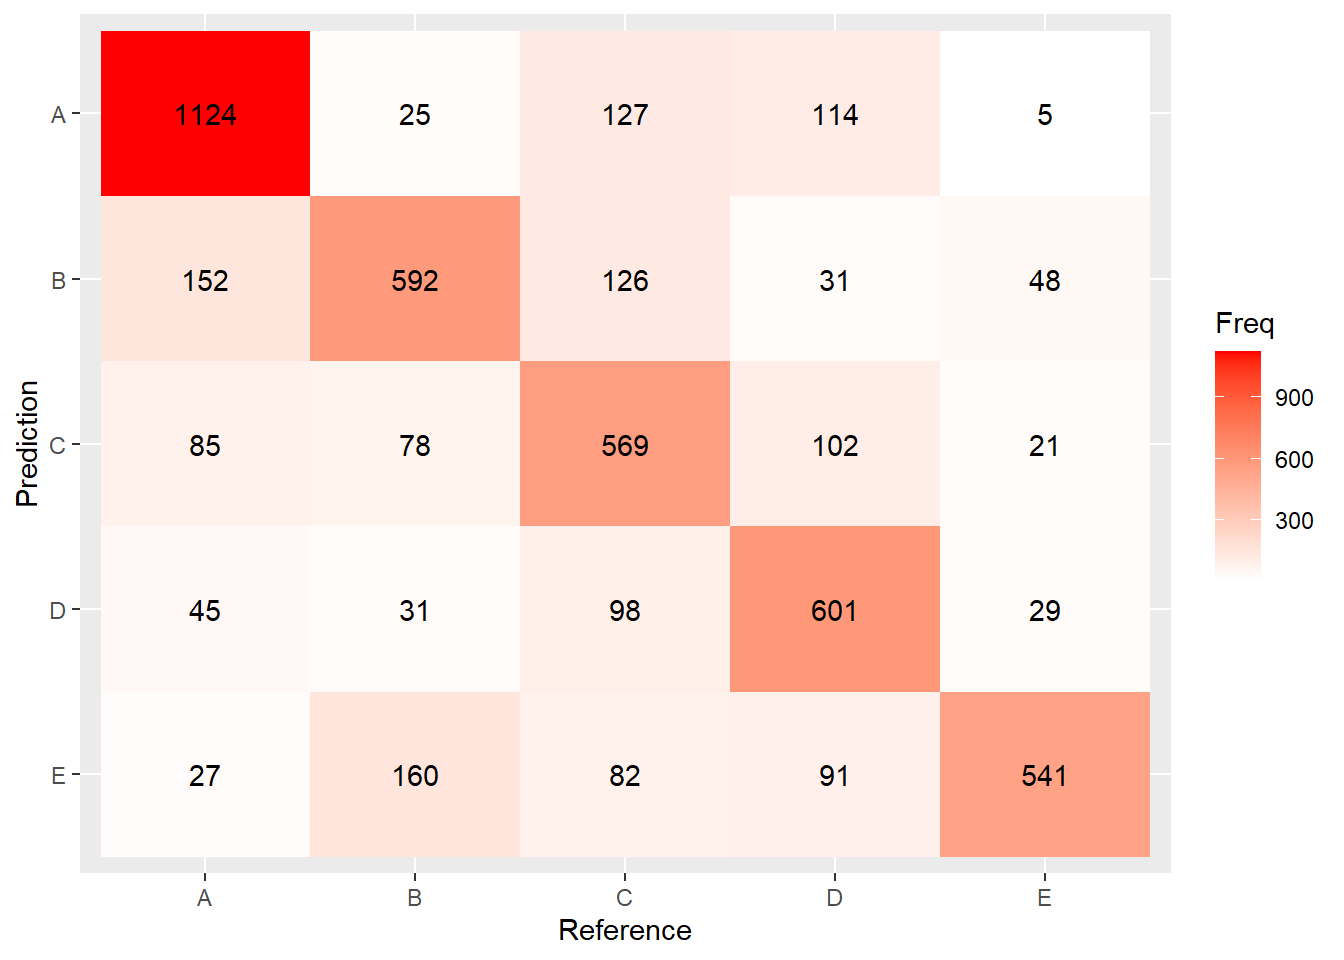 A 1124 25 127 114 5
B 152 592 126 31 48
Freq
900
600
300
Prediction
C 85 78 569 102 21
D 45 31 98 601 29
E 27 160 82 91 541
A B C D E
Reference